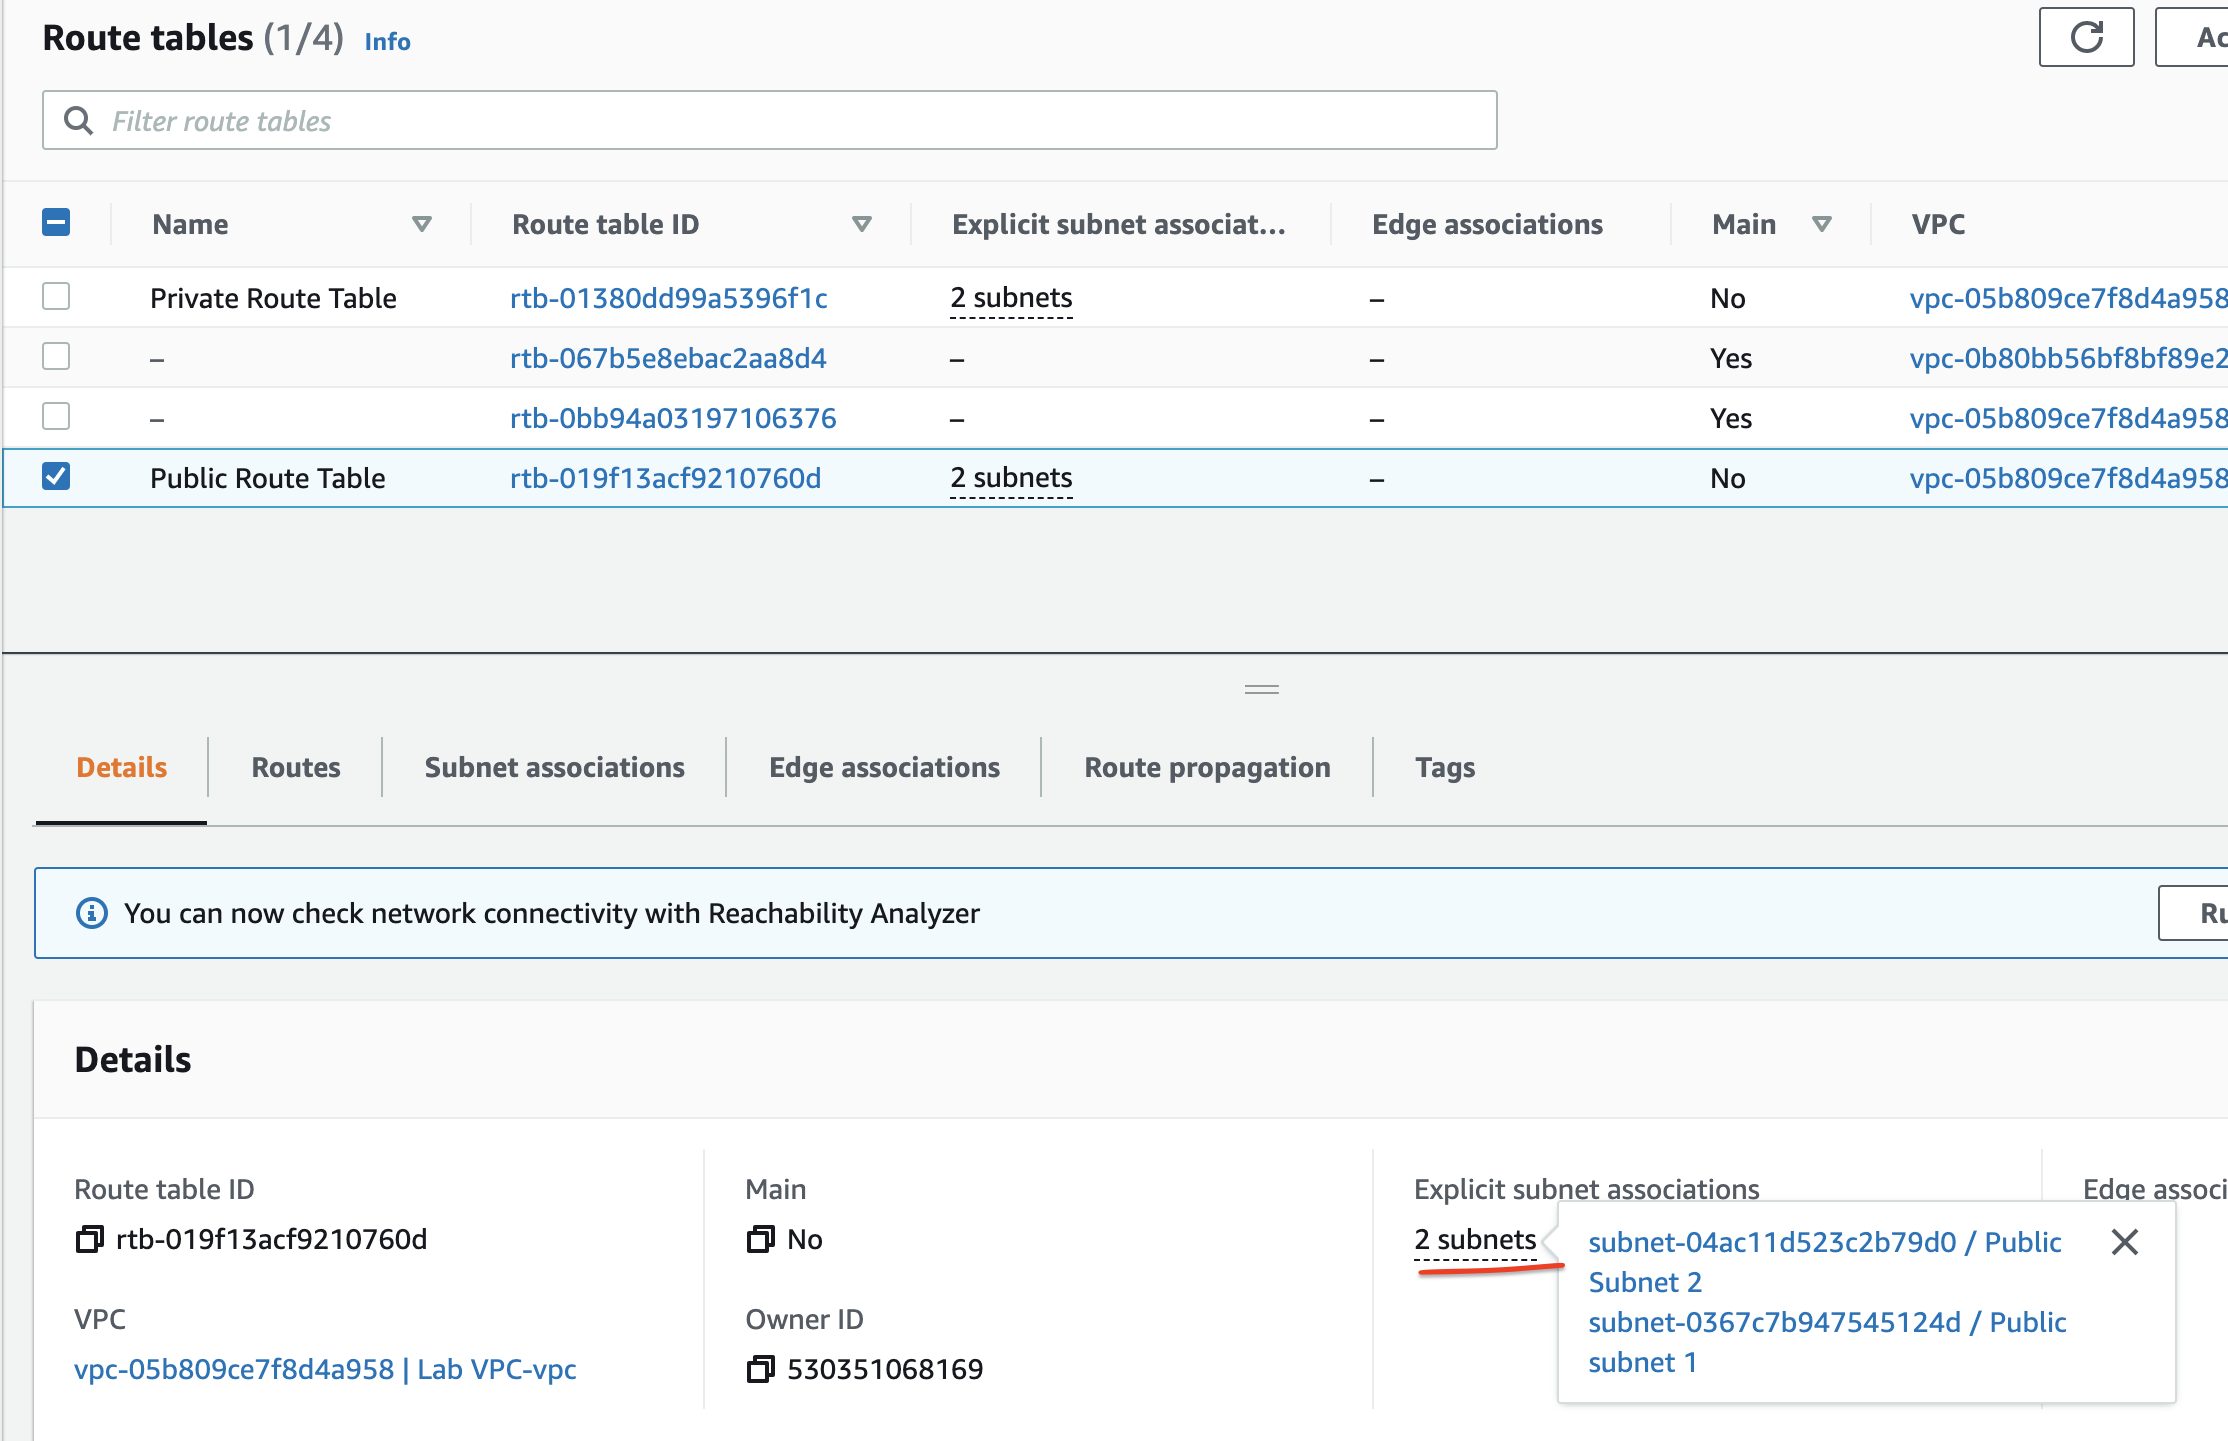 Route tables (1/4) Info
Filter route tables
Name Route table ID Explicit subnet associat... Edge associations Main VPC
Private Route Table rtb-01380dd99a5396f1c 2 subnets – No vpc-05b809ce7f8d4a958
– rtb-067b5e8ebac2aa8d4 – – Yes vpc-0b80bb56bf8bf89e2
– rtb-0bb94a03197106376 – – Yes vpc-05b809ce7f8d4a958
Public Route Table rtb-019f13acf9210760d 2 subnets – No vpc-05b809ce7f8d4a958
Details Routes Subnet associations Edge associations Route propagation Tags
You can now check network connectivity with Reachability Analyzer
Details
Route table ID Main Explicit subnet associations Edge associ
rtb-019f13acf9210760d No 2 subnets subnet-04ac11d523c2b79d0 / Public
Subnet 2
subnet-0367c7b947545124d / Public
subnet 1
VPC Owner ID
vpc-05b809ce7f8d4a958 | Lab VPC-vpc 530351068169